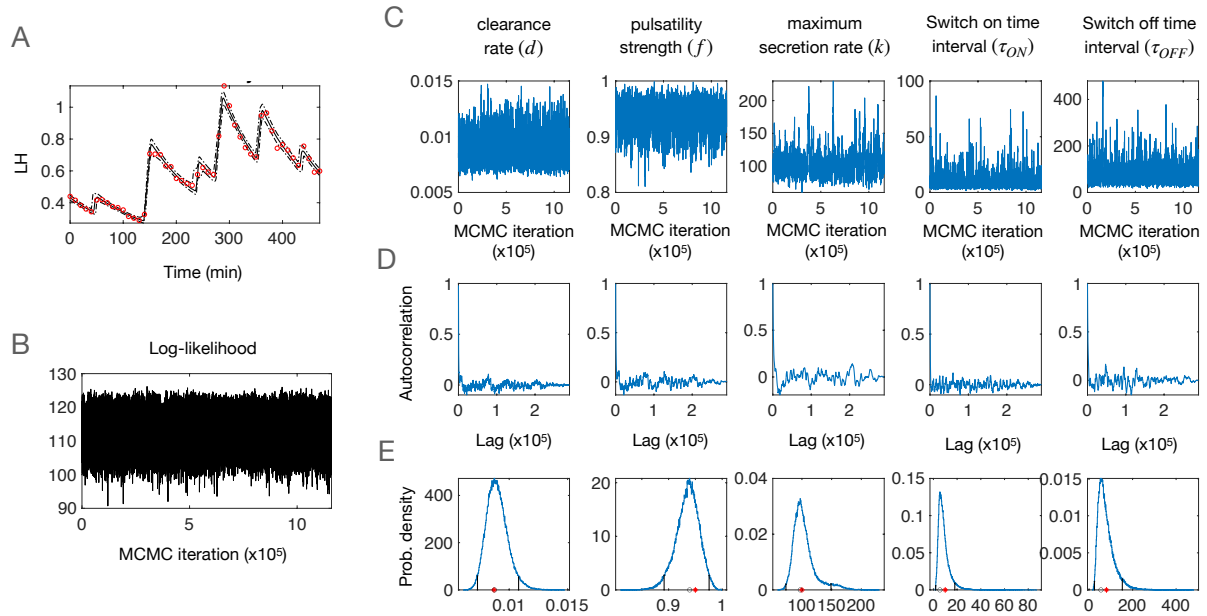 A
LH
1
0.8
0.6
0.4
0
100
200
300
400
Time (min)
B
Log-likelihood
130
120
110
100
90
0
5
10
MCMC iteration (x10⁵)
C
clearance
rate (d)
pulsatility
strength (f)
maximum
secretion rate (k)
Switch on time
interval (τ_ON)
Switch off time
interval (τ_OFF)
0.015
0.01
0.005
0 5 10
1
0.9
0.8
0 5 10
200
150
100
0 5 10
100
50
0
0 5 10
400
200
0
0 5 10
MCMC iteration
(x10⁵)
MCMC iteration
(x10⁵)
MCMC iteration
(x10⁵)
MCMC iteration
(x10⁵)
MCMC iteration
(x10⁵)
D
Autocorrelation
1
0.5
0
0 1 2
1
0.5
0
0 1 2
1
0.5
0
0 1 2
1
0.5
0
0 1 2
1
0.5
0
0 1 2
Lag (x10⁵)
Lag (x10⁵)
Lag (x10⁵)
Lag (x10⁵)
Lag (x10⁵)
E
Prob. density
400
200
0
0.01 0.015
20
10
0
0.9 1
0.04
0.02
0
100 150 200
0.15
0.1
0.05
0
0 20 40 60 80
0.015
0.01
0.005
0
0 200 400